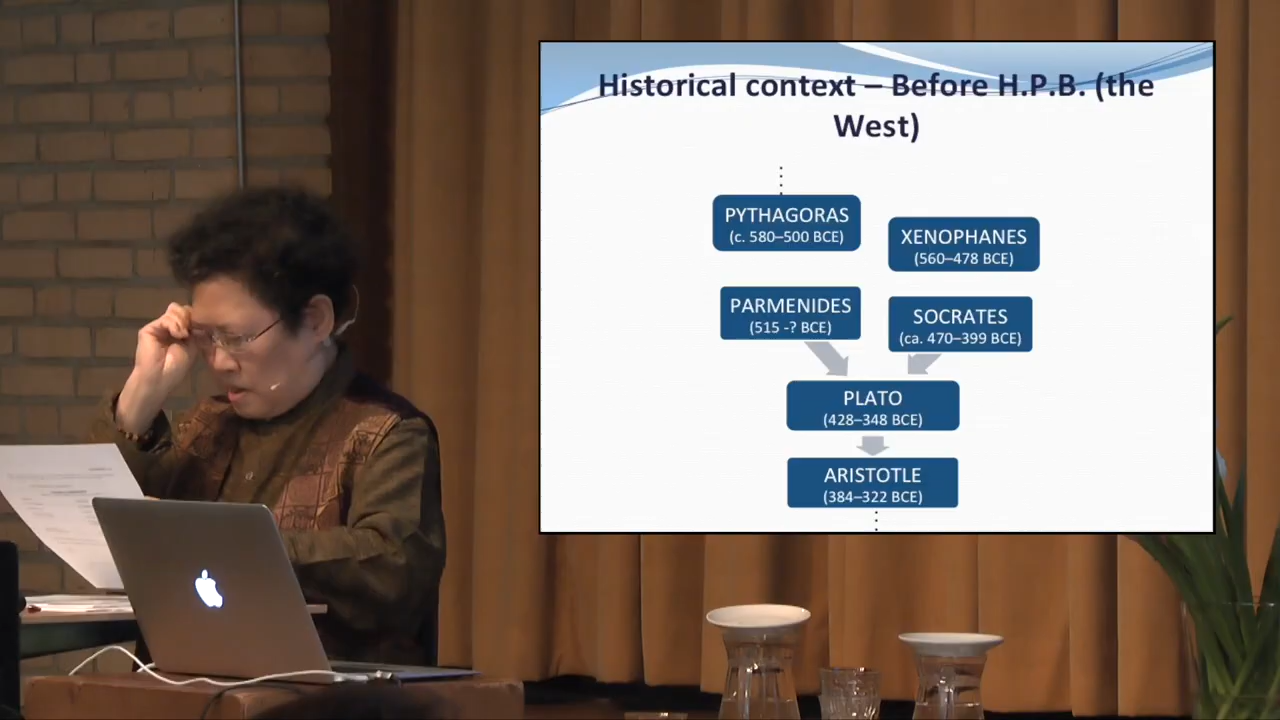 Historical context – Before H.P.B. (the
West)
PYTHAGORAS
(c. 580–500 BCE)
XENOPHANES
(560–478 BCE)
PARMENIDES
(515 -? BCE)
SOCRATES
(ca. 470–399 BCE)
PLATO
(428–348 BCE)
ARISTOTLE
(384–322 BCE)